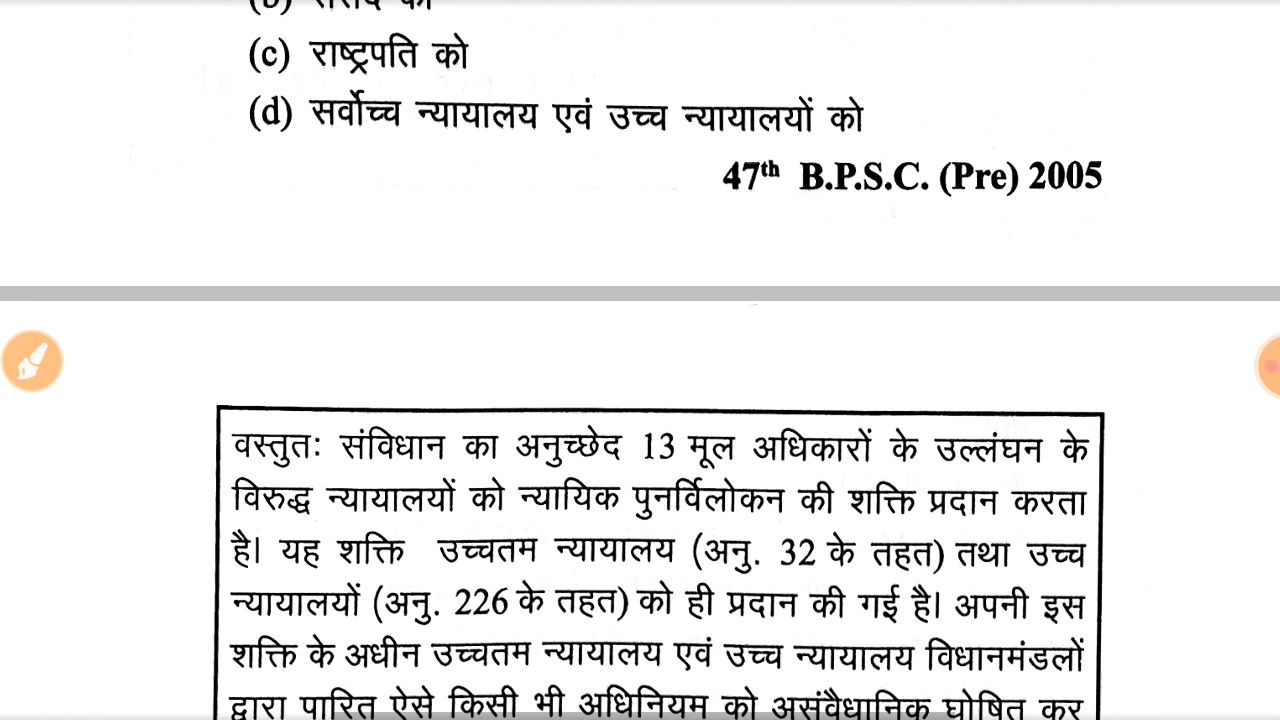 (b) संसद को
(c) राष्ट्रपति को
(d) सर्वोच्च न्यायालय एवं उच्च न्यायालयों को
47th B.P.S.C. (Pre) 2005
वस्तुतः संविधान का अनुच्छेद 13 मूल अधिकारों के उल्लंघन के
विरुद्ध न्यायालयों को न्यायिक पुनर्विलोकन की शक्ति प्रदान करता
है। यह शक्ति उच्चतम न्यायालय (अनु. 32 के तहत) तथा उच्च
न्यायालयों (अनु. 226 के तहत) को ही प्रदान की गई है। अपनी इस
शक्ति के अधीन उच्चतम न्यायालय एवं उच्च न्यायालय विधानमंडलों
द्वारा पारित ऐसे किसी भी अधिनियम को असंवैधानिक घोषित कर